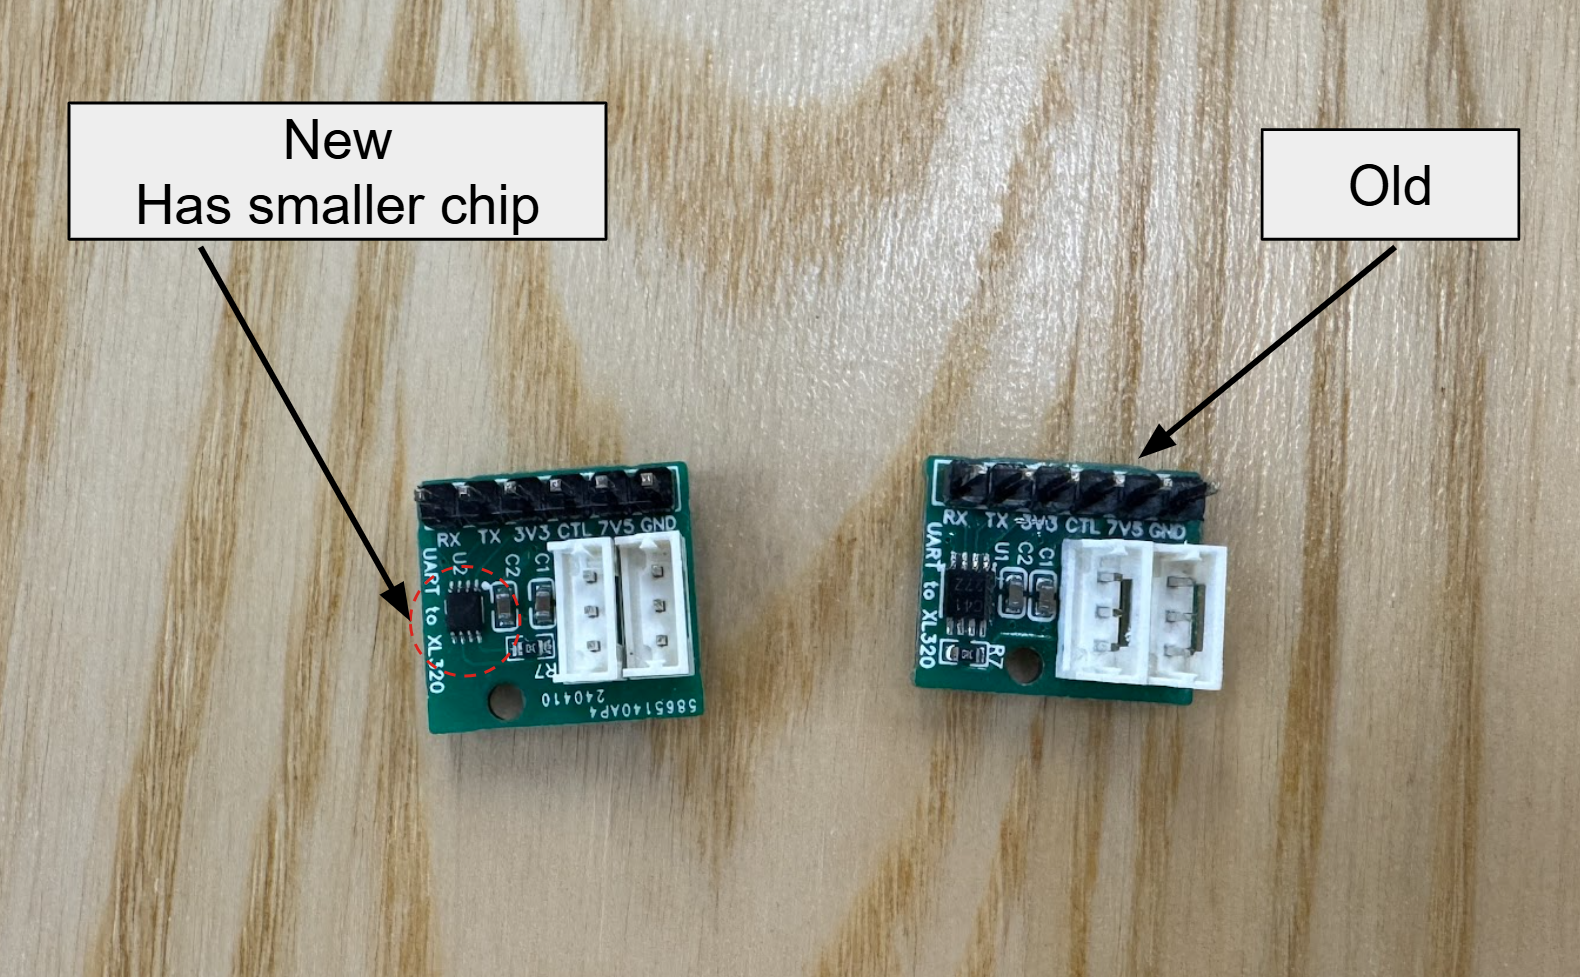 New
Has smaller chip
Old
RX TX 3V3 CTL 7V5 GND
U2
C2
C1
UART to XL320
R7
240410
5865140AP4
RX TX 3V3 CTL 7V5 GND
U1
C2
C1
UART to XL320
R7